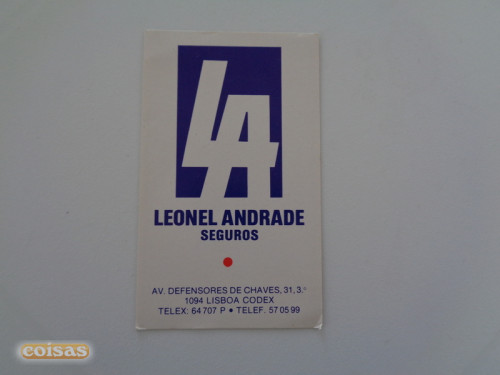 LA
LEONEL ANDRADE
SEGUROS
AV. DEFENSORES DE CHAVES, 31, 3.º
1094 LISBOA CODEX
TELEX: 64 707 P • TELEF. 57 05 99
coisas